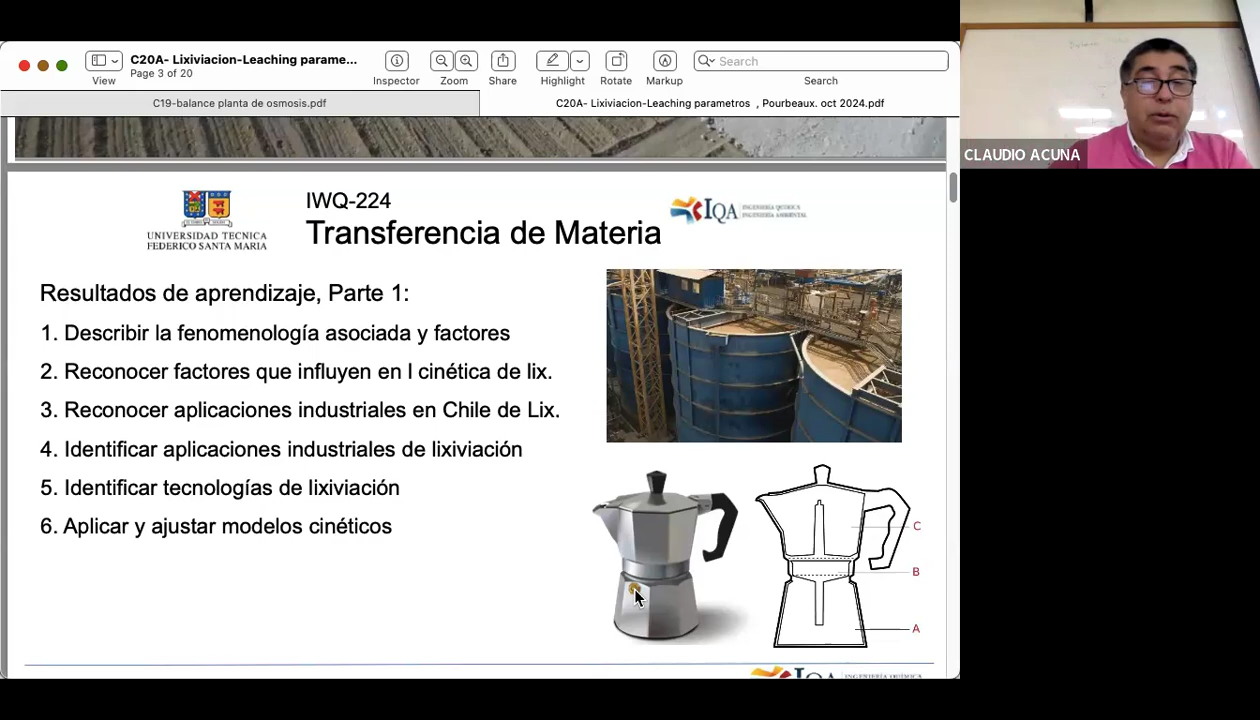 C20A- Lixiviacion-Leaching parame...
Page 3 of 20
View
Inspector
Zoom
Share
Highlight
Rotate
Markup
Search
Search
C19-balance planta de osmosis.pdf
C20A- Lixiviacion-Leaching parametros , Pourbeaux. oct 2024.pdf
CLAUDIO ACUNA
UNIVERSIDAD TECNICA
FEDERICO SANTA MARIA
IWQ-224
Transferencia de Materia
IQA
INGENIERÍA QUÍMICA
INGENIERÍA AMBIENTAL
Resultados de aprendizaje, Parte 1:
1. Describir la fenomenología asociada y factores
2. Reconocer factores que influyen en l cinética de lix.
3. Reconocer aplicaciones industriales en Chile de Lix.
4. Identificar aplicaciones industriales de lixiviación
5. Identificar tecnologías de lixiviación
6. Aplicar y ajustar modelos cinéticos
C
B
A